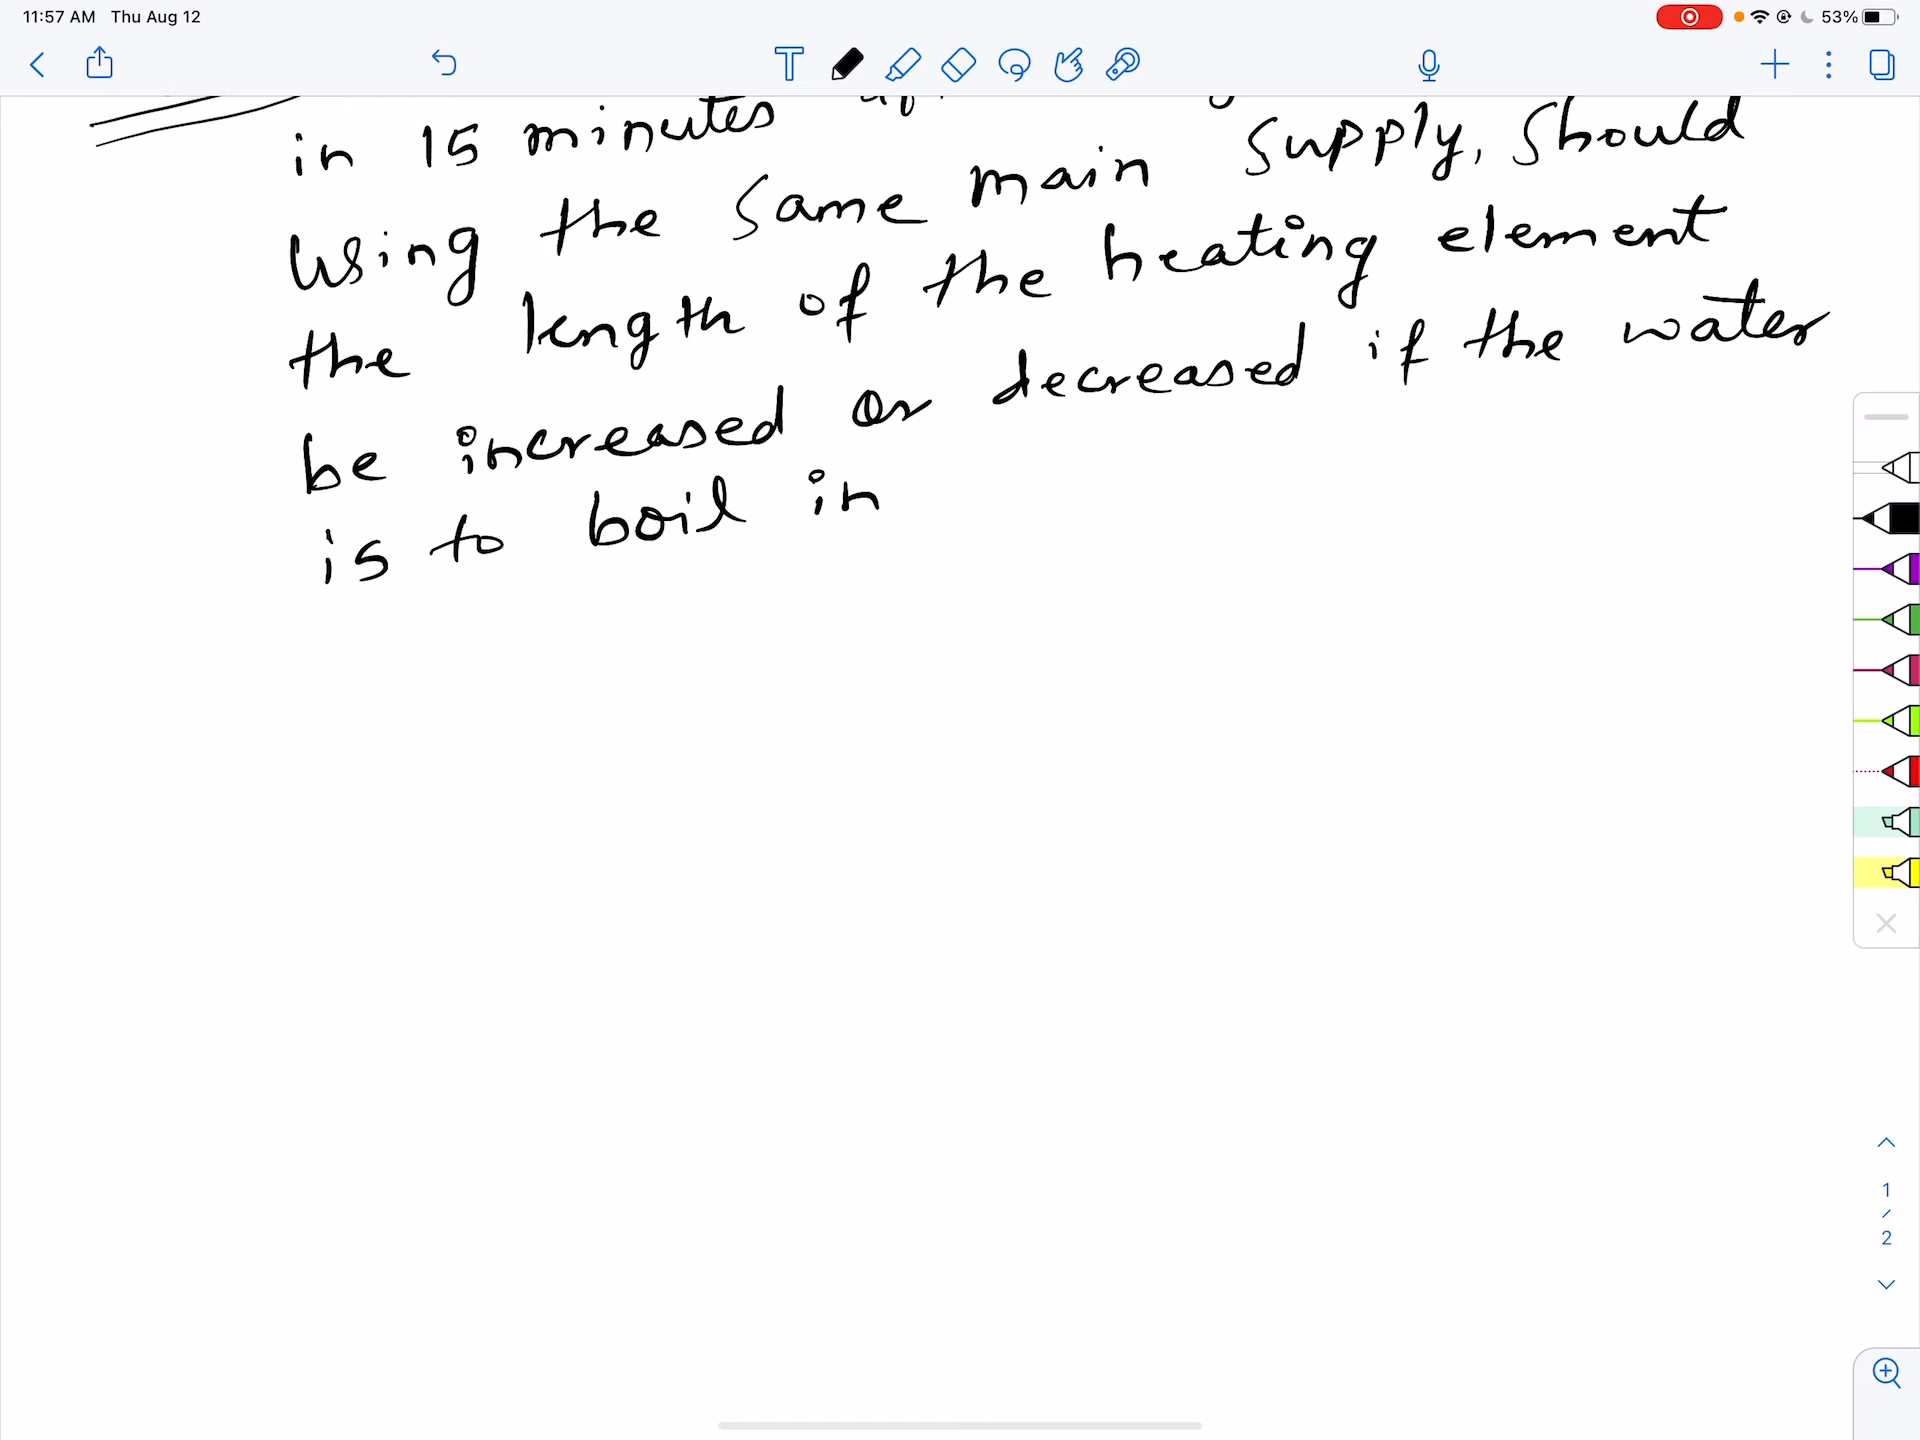 11:57 AM Thu Aug 12
53%
in 15 minutes
using the same main supply, should
the length of the heating element
be increased or decreased if the water
is to boil in
1
/
2